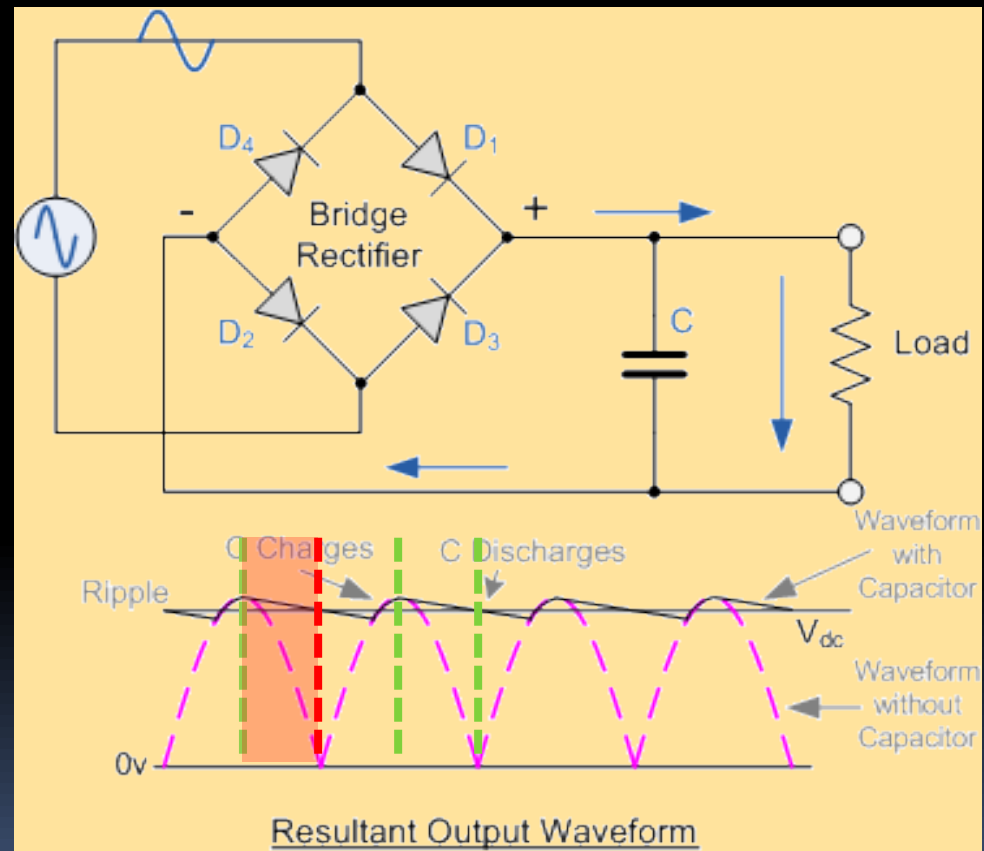 D₄
D₁
-
Bridge
Rectifier
+
D₂
D₃
C
Load
C Charges
C Discharges
Waveform
with
Capacitor
Ripple
Vdc
Waveform
without
Capacitor
0v
Resultant Output Waveform